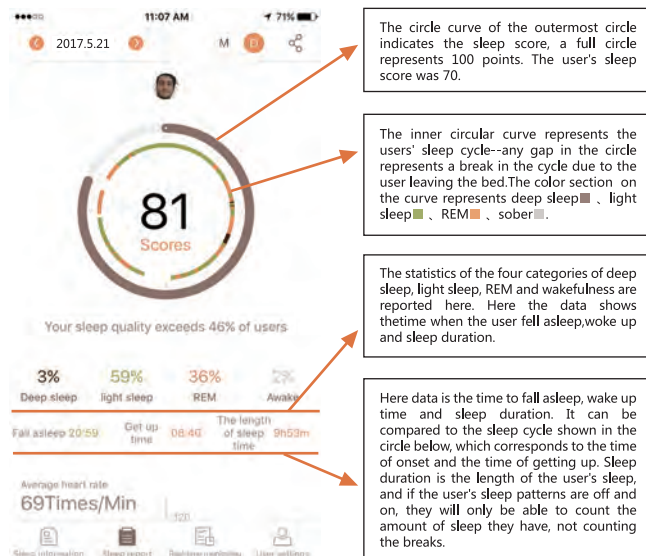 11:07 AM
71%
2017.5.21
M
D
81
Scores
Your sleep quality exceeds 46% of users
3%
59%
36%
2%
Deep sleep
light sleep
REM
Awake
Fall asleep 20:59
Get up
time
06:40
The length
of sleep
time
9h53m
Average heart rate
69Times/Min
120
Sleep information
Sleep report
Realtime
User settings
The circle curve of the outermost circle
indicates the sleep score, a full circle
represents 100 points. The user's sleep
score was 70.
The inner circular curve represents the
users' sleep cycle--any gap in the circle
represents a break in the cycle due to the
user leaving the bed.The color section on
the curve represents deep sleep 、light
sleep 、REM 、sober .
The statistics of the four categories of deep
sleep, light sleep, REM and wakefulness are
reported here. Here the data shows
thetime when the user fell asleep,woke up
and sleep duration.
Here data is the time to fall asleep, wake up
time and sleep duration. It can be
compared to the sleep cycle shown in the
circle below, which corresponds to the time
of onset and the time of getting up. Sleep
duration is the length of the user's sleep,
and if the user's sleep patterns are off and
on, they will only be able to count the
amount of sleep they have, not counting
the breaks.